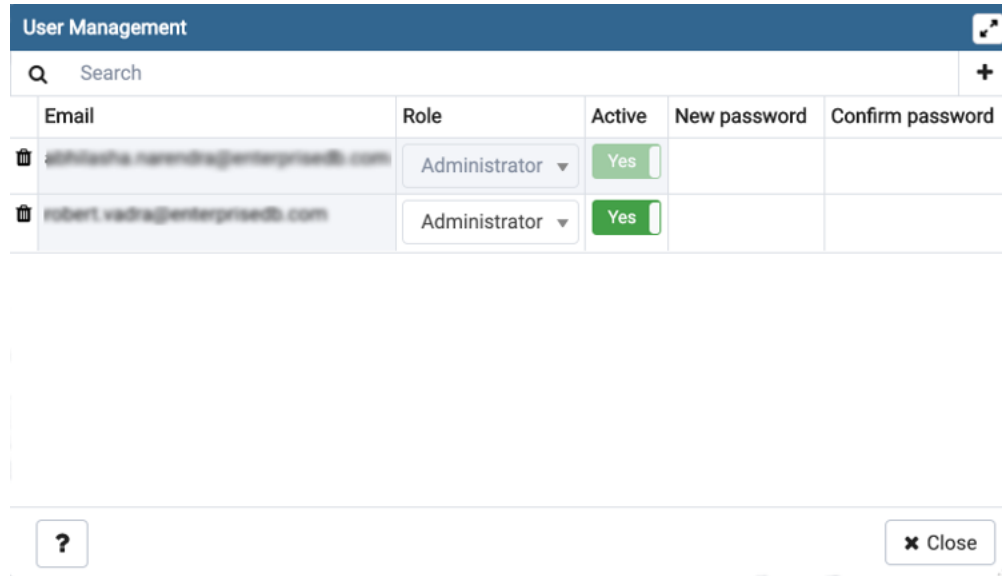 User Management
Search
Email Role Active New password Confirm password
Administrator Yes
Administrator Yes
? Close